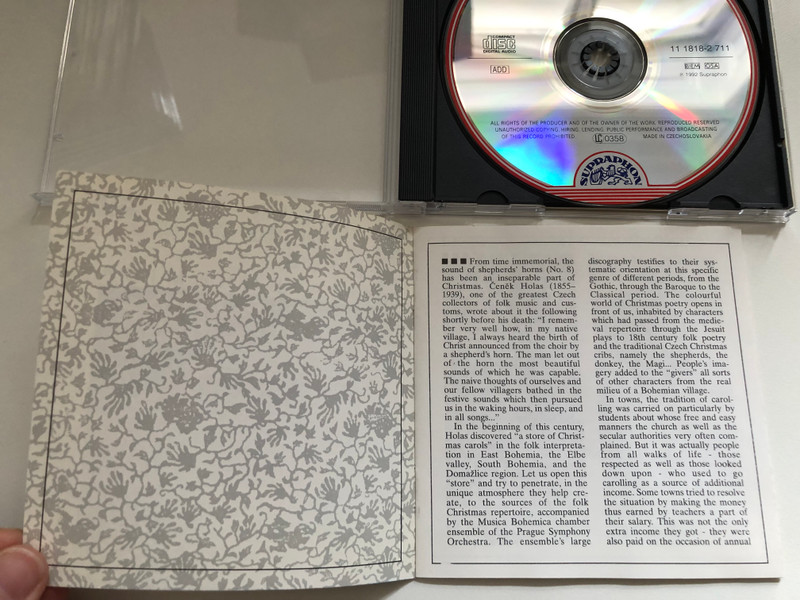 COMPACT
disc
DIGITAL AUDIO
ADD
11 1818-2 711
BIEM OSA
℗ 1992 Supraphon
ALL RIGHTS OF THE PRODUCER AND OF THE OWNER OF THE WORK REPRODUCED RESERVED
UNAUTHORIZED COPYING, HIRING, LENDING, PUBLIC PERFORMANCE AND BROADCASTING
OF THIS RECORD PROHIBITED LC 0358 MADE IN CZECHOSLOVAKIA
SUPRAPHON
■ ■ ■ From time immemorial, the
sound of shepherds' horns (No. 8)
has been an inseparable part of
Christmas. Čeněk Holas (1855–
1939), one of the greatest Czech
collectors of folk music and cus-
toms, wrote about it the following
shortly before his death: "I remem-
ber very well how, in my native
village, I always heard the birth of
Christ announced from the choir by
a shepherd's horn. The man let out
of the horn the most beautiful
sounds of which he was capable.
The naive thoughts of ourselves and
our fellow villagers bathed in the
festive sounds which then pursued
us in the waking hours, in sleep, and
in all songs..."
In the beginning of this century,
Holas discovered "a store of Christ-
mas carols" in the folk interpreta-
tion in East Bohemia, the Elbe
valley, South Bohemia, and the
Domažlice region. Let us open this
"store" and try to penetrate, in the
unique atmosphere they help cre-
ate, to the sources of the folk
Christmas repertoire, accompanied
by the Musica Bohemica chamber
ensemble of the Prague Symphony
Orchestra. The ensemble's large
discography testifies to their sys-
tematic orientation at this specific
genre of different periods, from the
Gothic, through the Baroque to the
Classical period. The colourful
world of Christmas poetry opens in
front of us, inhabited by characters
which had passed from the medie-
val repertoire through the Jesuit
plays to 18th century folk poetry
and the traditional Czech Christmas
cribs, namely the shepherds, the
donkey, the Magi... People's ima-
gery added to the "givers" all sorts
of other characters from the real
milieu of a Bohemian village.
In towns, the tradition of carol-
ling was carried on particularly by
students about whose free and easy
manners the church as well as the
secular authorities very often com-
plained. But it was actually people
from all walks of life - those
respected as well as those looked
down upon - who used to go
carolling as a source of additional
income. Some towns tried to resolve
the situation by making the money
thus earned by teachers a part of
their salary. This was not the only
extra income they got - they were
also paid on the occasion of annual